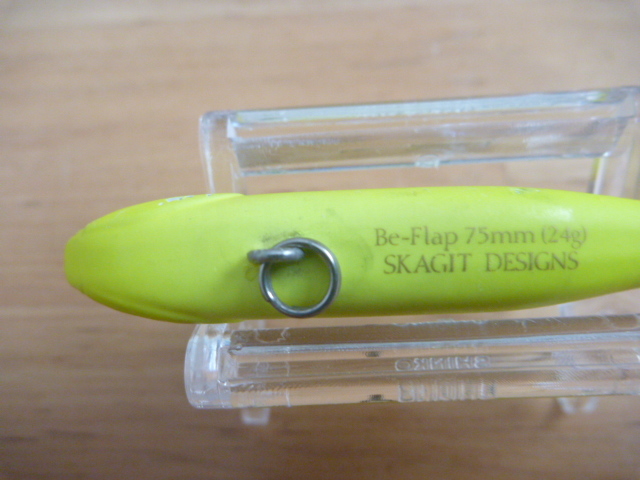 Be-Flap 75mm (24g)
SKAGIT DESIGNS